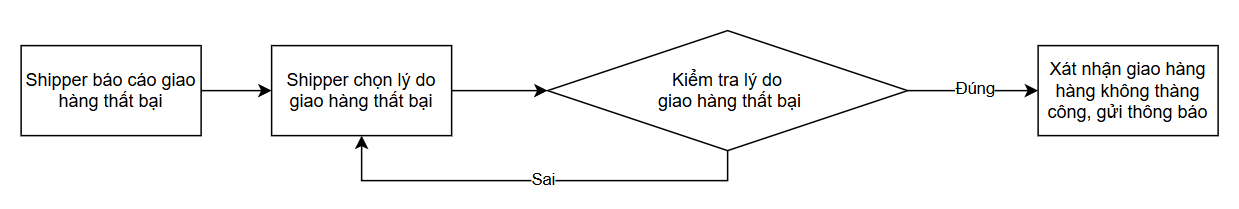 Shipper báo cáo giao
hàng thất bại
Shipper chọn lý do
giao hàng thất bại
Kiểm tra lý do
giao hàng thất bại
Đúng
Xát nhận giao hàng
hàng không thàng
công, gửi thông báo
Sai